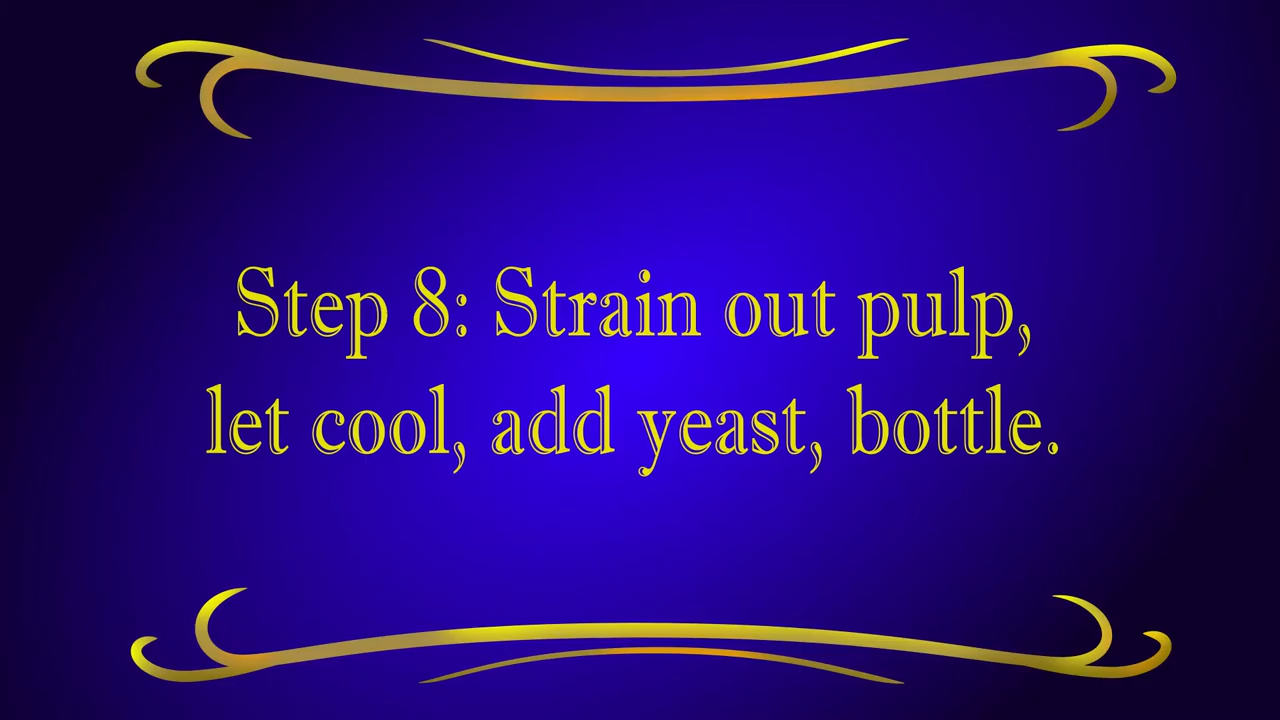 Step 8: Strain out pulp,
let cool, add yeast, bottle.